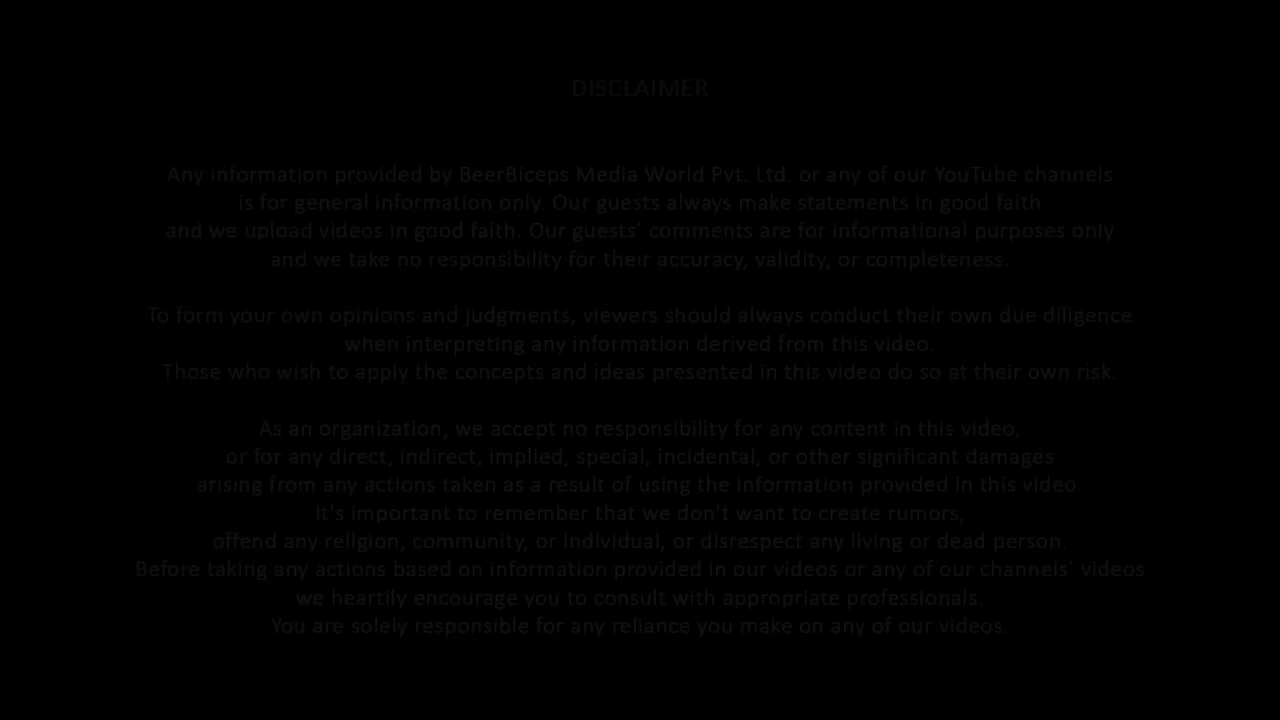 DISCLAIMER
Any information provided by BeerBiceps Media World Pvt. Ltd. or any of our YouTube channels
is for general information only. Our guests always make statements in good faith
and we upload videos in good faith. Our guests' comments are for informational purposes only
and we take no responsibility for their accuracy, validity, or completeness.
To form your own opinions and judgments, viewers should always conduct their own due diligence
when interpreting any information derived from this video.
Those who wish to apply the concepts and ideas presented in this video do so at their own risk.
As an organization, we accept no responsibility for any content in this video,
or for any direct, indirect, implied, special, incidental, or other significant damages
arising from any actions taken as a result of using the information provided in this video.
It's important to remember that we don't want to create rumors,
offend any religion, community, or individual, or disrespect any living or dead person.
Before taking any actions based on information provided in our videos or any of our channels' videos
we heartily encourage you to consult with appropriate professionals.
You are solely responsible for any reliance you make on any of our videos.